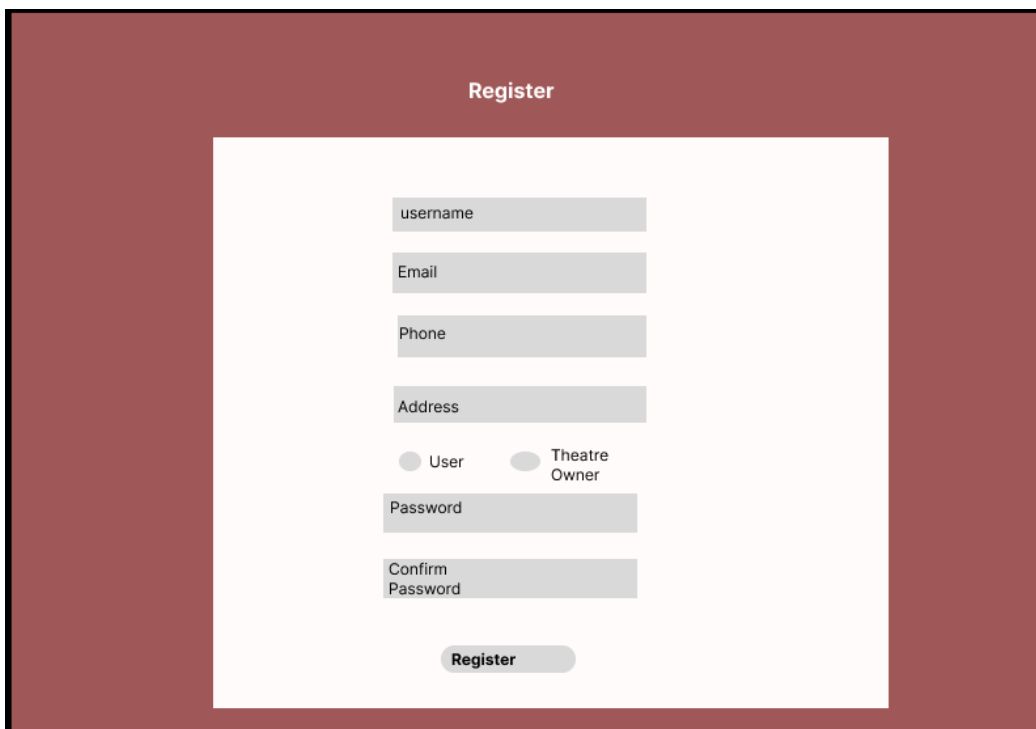 Register
username
Email
Phone
Address
User
Theatre
Owner
Password
Confirm
Password
Register